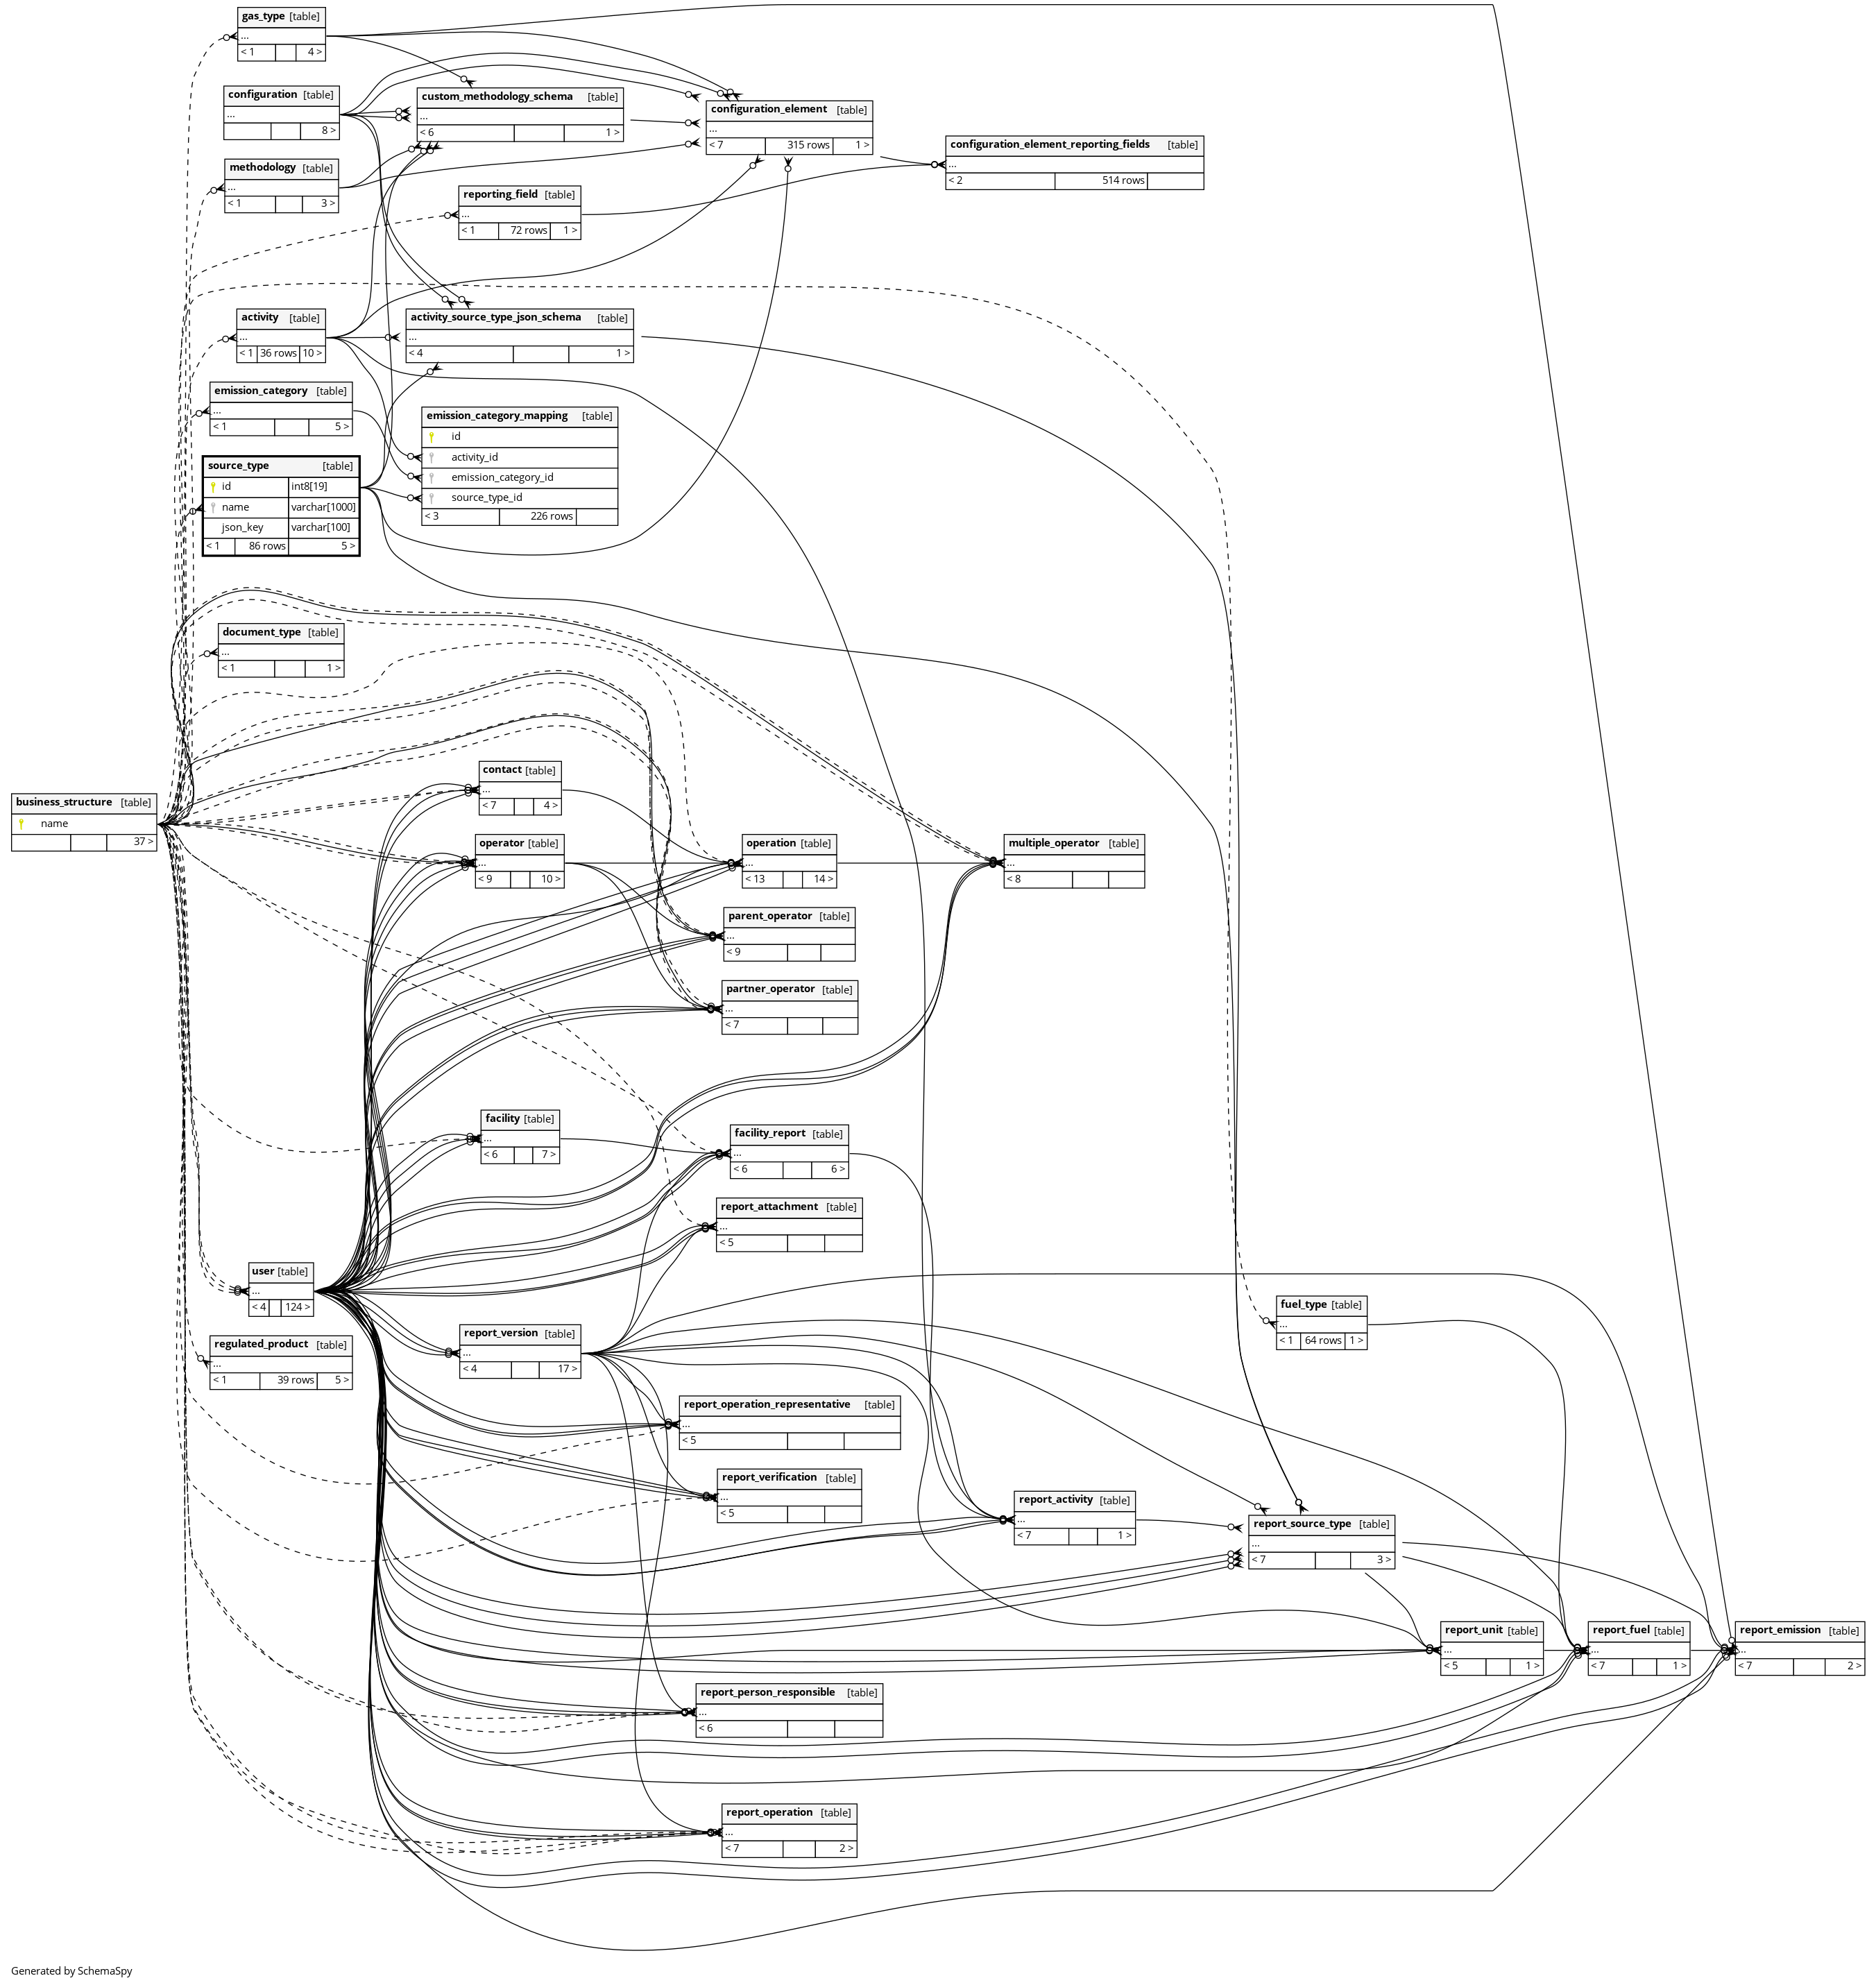 gas_type [table]
...
< 1 4 >
configuration [table]
...
8 >
custom_methodology_schema [table]
...
< 6 1 >
configuration_element [table]
...
< 7 315 rows 1 >
configuration_element_reporting_fields [table]
...
< 2 514 rows
methodology [table]
...
< 1 3 >
reporting_field [table]
...
< 1 72 rows 1 >
activity [table]
...
< 1 36 rows 10 >
activity_source_type_json_schema [table]
...
< 4 1 >
emission_category [table]
...
< 1 5 >
emission_category_mapping [table]
id
activity_id
emission_category_id
source_type_id
< 3 226 rows
source_type [table]
id int8[19]
name varchar[1000]
json_key varchar[100]
< 1 86 rows 5 >
document_type [table]
...
< 1 1 >
business_structure [table]
name
37 >
contact [table]
...
< 7 4 >
operator [table]
...
< 9 10 >
operation [table]
...
< 13 14 >
multiple_operator [table]
...
< 8
parent_operator [table]
...
< 9
partner_operator [table]
...
< 7
facility [table]
...
< 6 7 >
facility_report [table]
...
< 6 6 >
report_attachment [table]
...
< 5
user [table]
...
< 4 124 >
fuel_type [table]
...
< 1 64 rows 1 >
regulated_product [table]
...
< 1 39 rows 5 >
report_version [table]
...
< 4 17 >
report_operation_representative [table]
...
< 5
report_verification [table]
...
< 5
report_activity [table]
...
< 7 1 >
report_source_type [table]
...
< 7 3 >
report_unit [table]
...
< 5 1 >
report_fuel [table]
...
< 7 1 >
report_emission [table]
...
< 7 2 >
report_person_responsible [table]
...
< 6
report_operation [table]
...
< 7 2 >
Generated by SchemaSpy